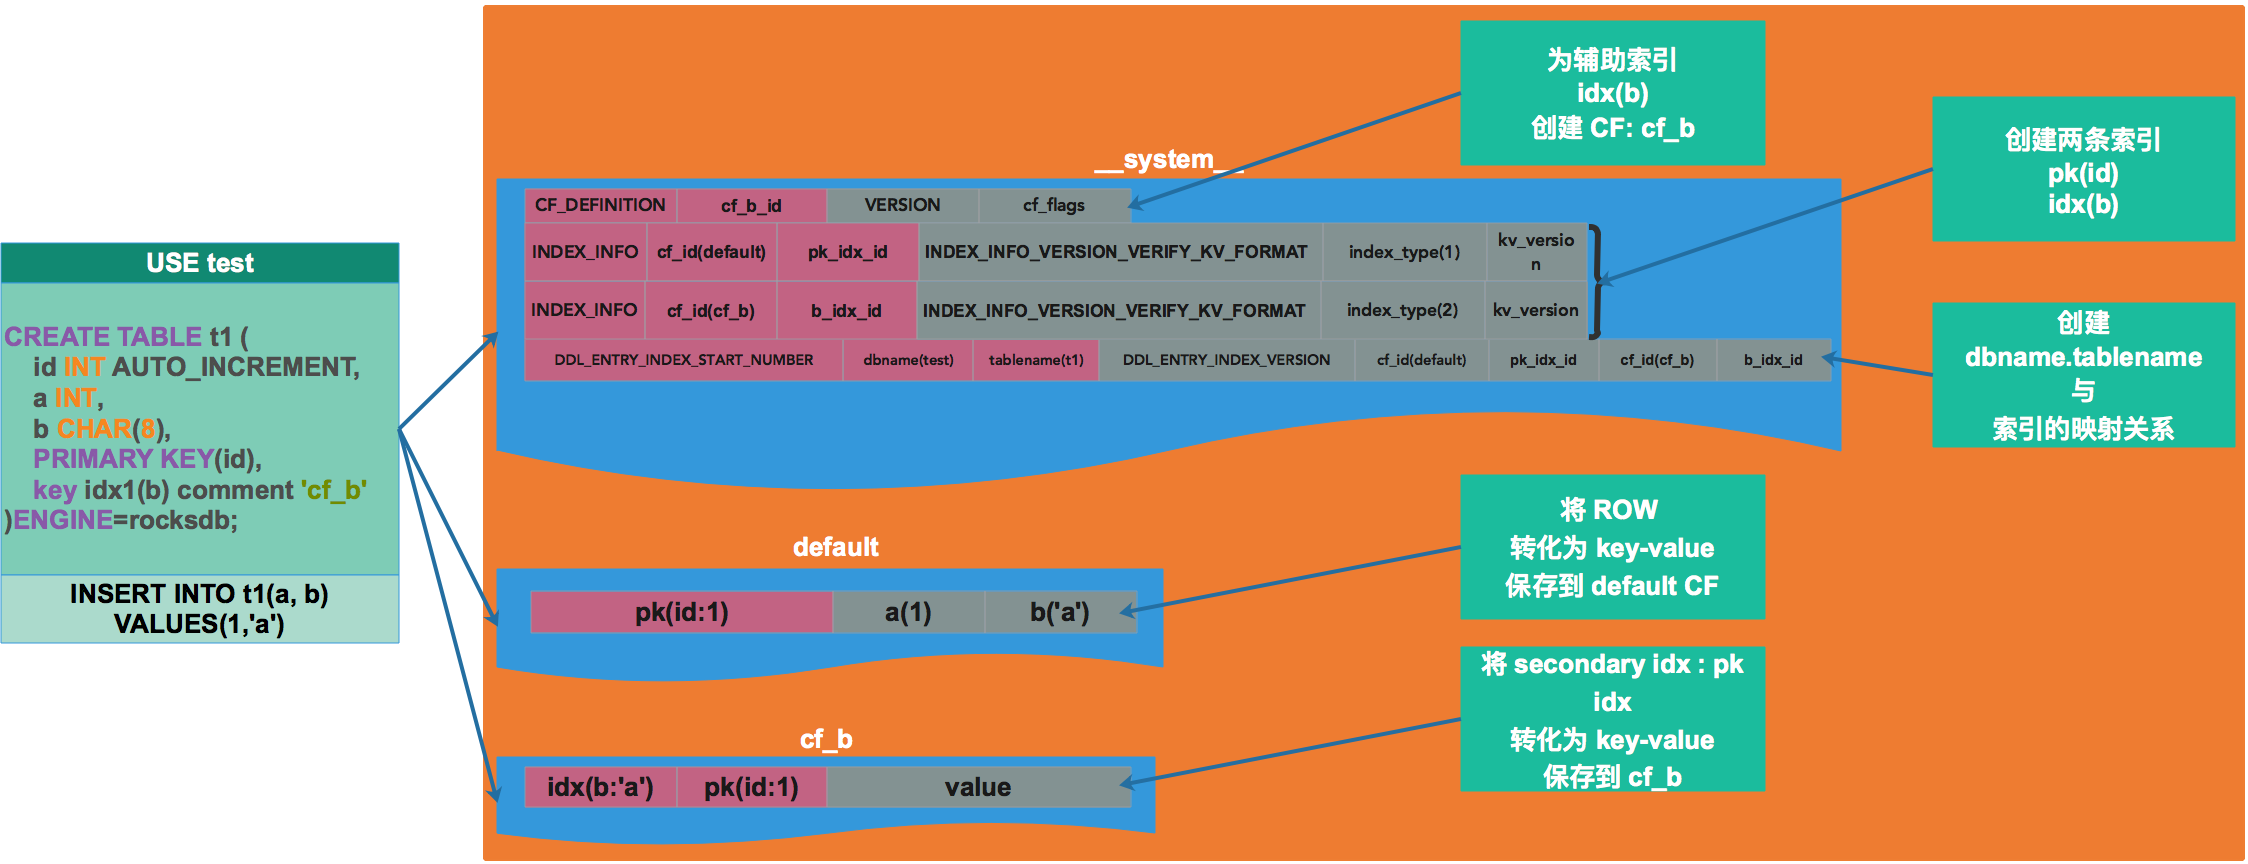 USE test
CREATE TABLE t1 (
id INT AUTO_INCREMENT,
a INT,
b CHAR(8),
PRIMARY KEY(id),
key idx1(b) comment 'cf_b'
)ENGINE=rocksdb;
INSERT INTO t1(a, b)
VALUES(1,'a')
__system__
CF_DEFINITION cf_b_id VERSION cf_flags
INDEX_INFO cf_id(default) pk_idx_id INDEX_INFO_VERSION_VERIFY_KV_FORMAT index_type(1) kv_versio
n
INDEX_INFO cf_id(cf_b) b_idx_id INDEX_INFO_VERSION_VERIFY_KV_FORMAT index_type(2) kv_version
DDL_ENTRY_INDEX_START_NUMBER dbname(test) tablename(t1) DDL_ENTRY_INDEX_VERSION cf_id(default) pk_idx_id cf_id(cf_b) b_idx_id
为辅助索引
idx(b)
创建 CF: cf_b
创建两条索引
pk(id)
idx(b)
创建
dbname.tablename
与
索引的映射关系
default
pk(id:1) a(1) b('a')
将 ROW
转化为 key-value
保存到 default CF
cf_b
idx(b:'a') pk(id:1) value
将 secondary idx : pk
idx
转化为 key-value
保存到 cf_b